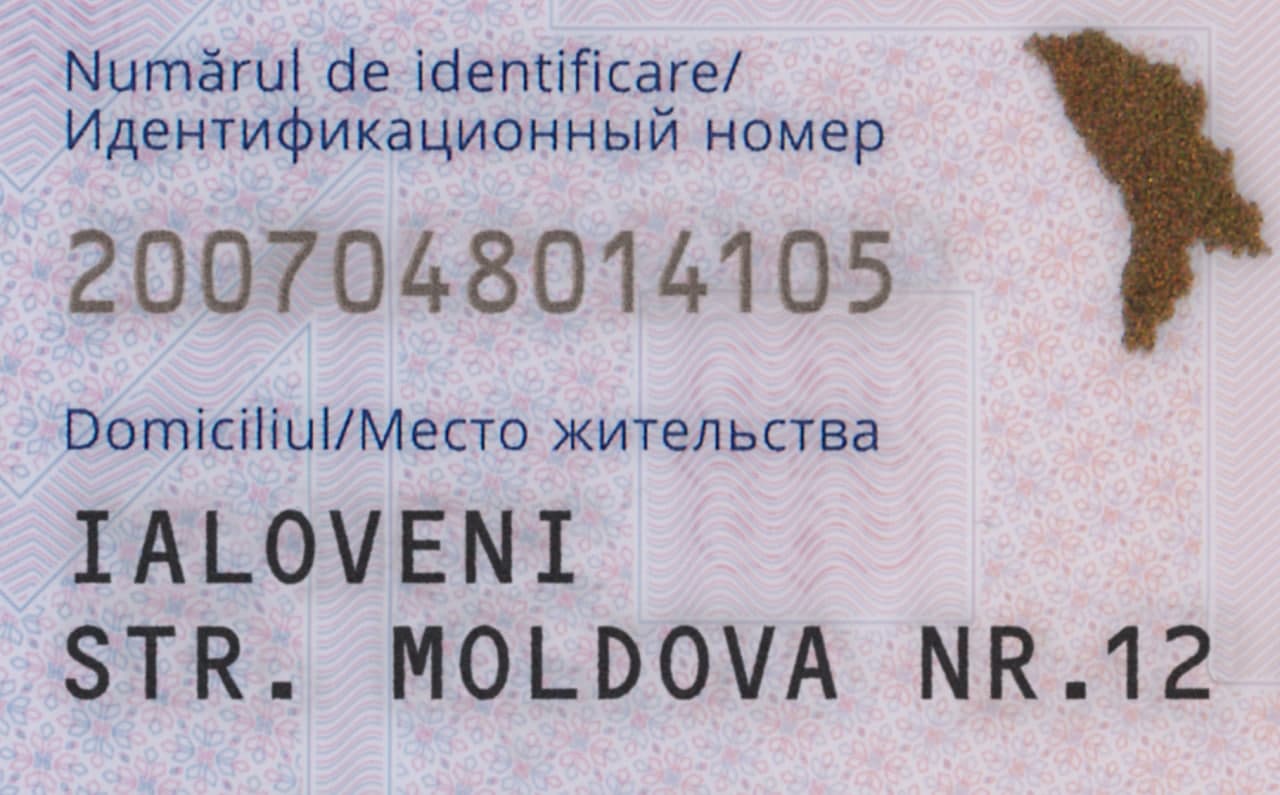 Numărul de identificare/
Идентификационный номер
2007048014105
Domiciliul/Место жительства
IALOVENI
STR. MOLDOVA NR.12